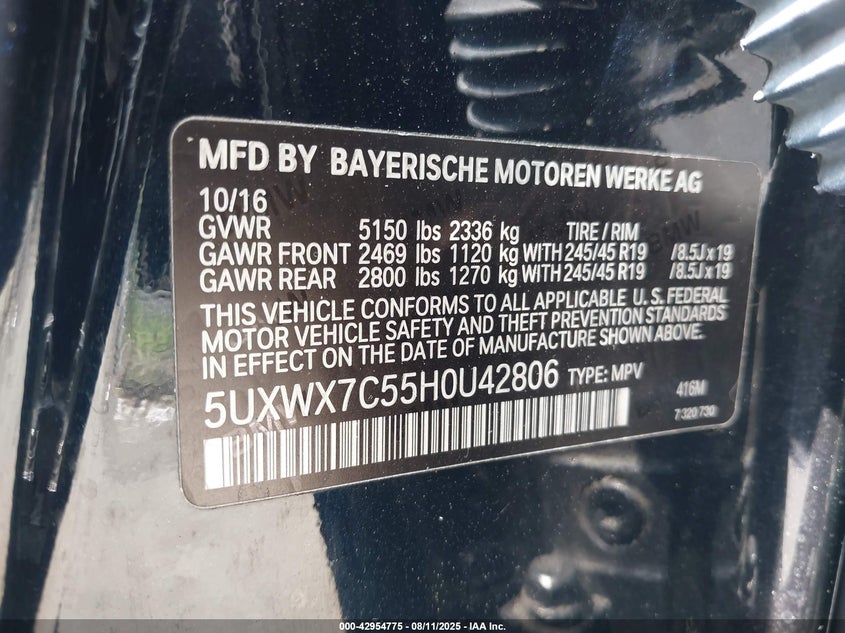 MFD BY BAYERISCHE MOTOREN WERKE AG
10/16
GVWR 5150 lbs 2336 kg TIRE / RIM
GAWR FRONT 2469 lbs 1120 kg WITH 245/45 R19 /8.5J x 19
GAWR REAR 2800 lbs 1270 kg WITH 245/45 R19 /8.5J x 19
THIS VEHICLE CONFORMS TO ALL APPLICABLE U.S. FEDERAL
MOTOR VEHICLE SAFETY AND THEFT PREVENTION STANDARDS
IN EFFECT ON THE DATE OF MANUFACTURE SHOWN ABOVE.
5UXWX7C55H0U42806 TYPE: MPV 416M
7 320 730
000-42954775 - 08/11/2025 - IAA Inc.